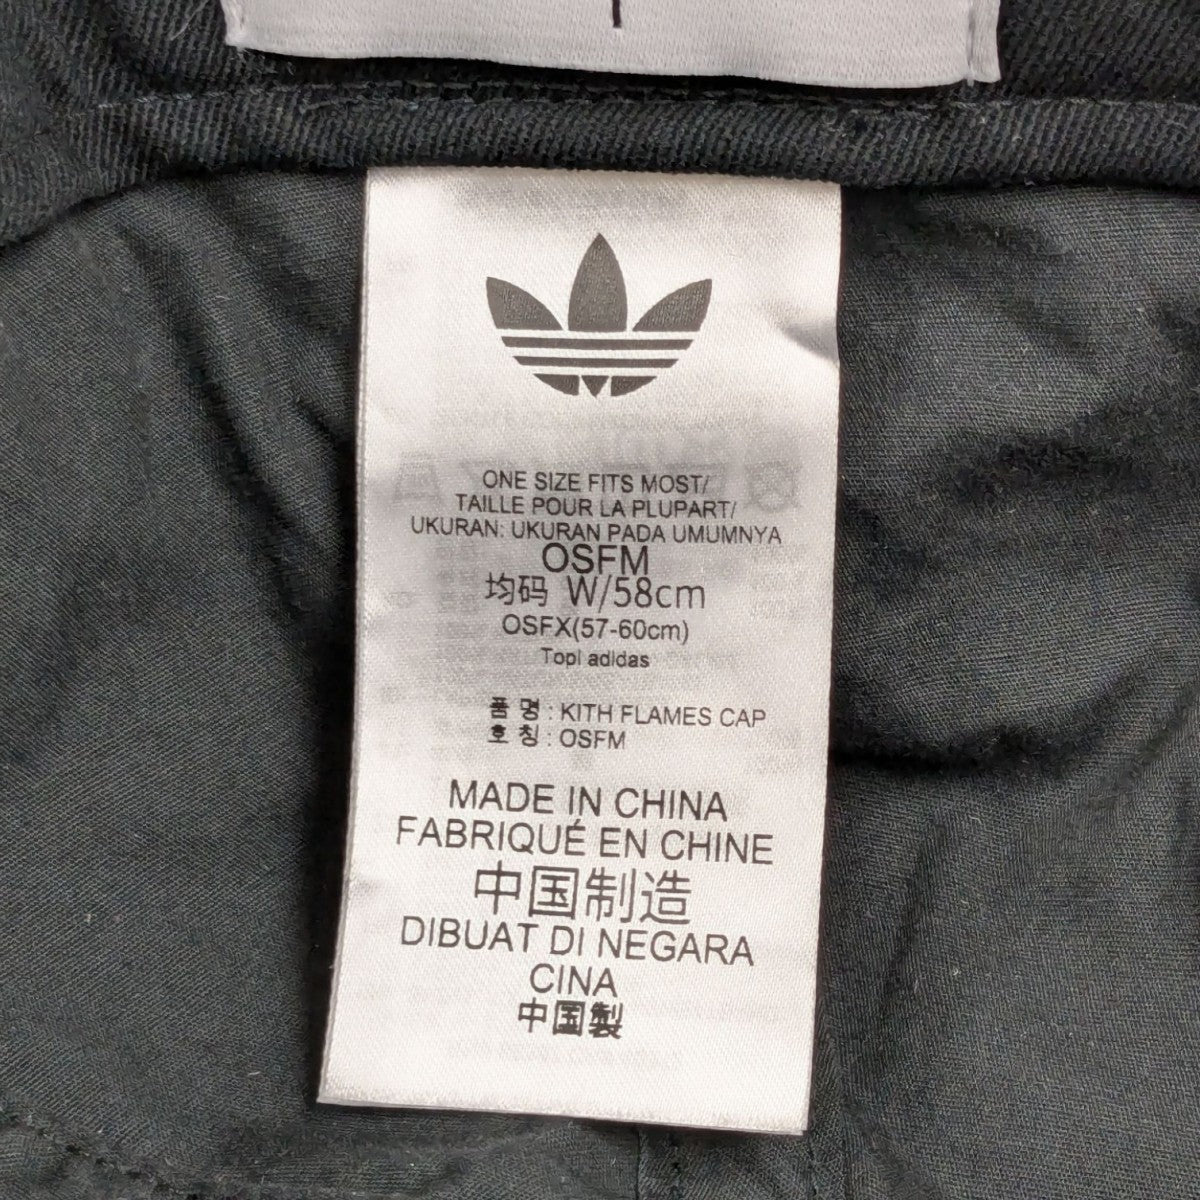 ONE SIZE FITS MOST/
TAILLE POUR LA PLUPART/
UKURAN: UKURAN PADA UMUMNYA
OSFM
均码 W/58cm
OSFX(57-60cm)
Topi adidas
품 명 : KITH FLAMES CAP
호 칭 : OSFM
MADE IN CHINA
FABRIQUÉ EN CHINE
中国制造
DIBUAT DI NEGARA
CINA
中国製